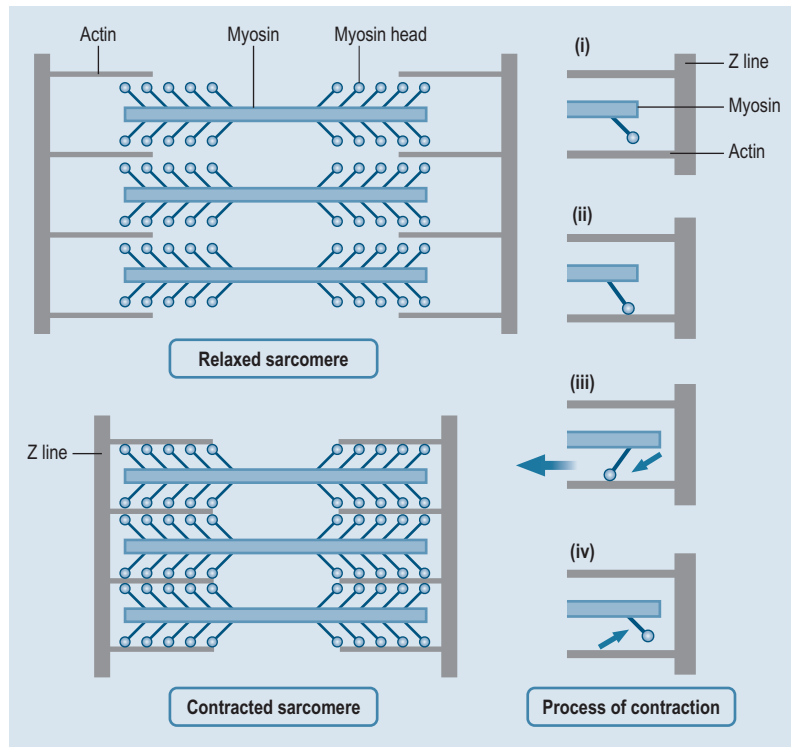 Actin
Myosin
Myosin head
Relaxed sarcomere
Z line
Contracted sarcomere
(i)
Z line
Myosin
Actin
(ii)
(iii)
(iv)
Process of contraction